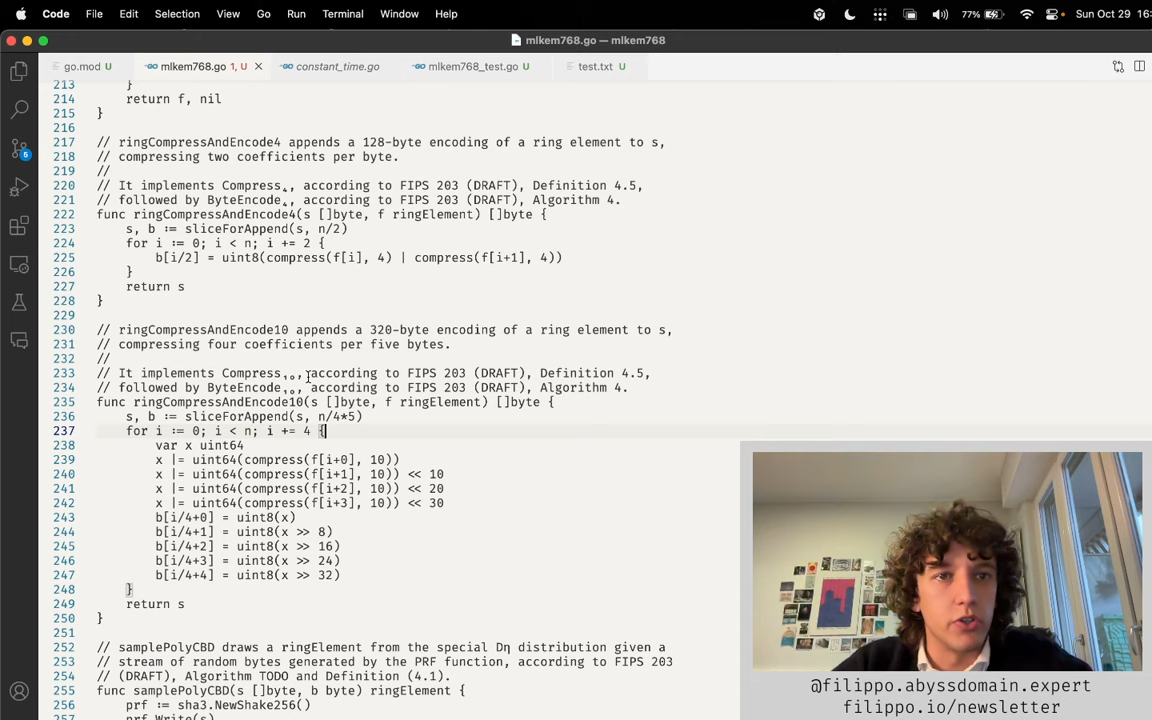 Code File Edit Selection View Go Run Terminal Window Help 77% Sun Oct 29 16:
mlkem768.go — mlkem768
go.mod U mlkem768.go 1, U constant_time.go mlkem768_test.go U test.txt U
213 }
214 return f, nil
215 }
216
217 // ringCompressAndEncode4 appends a 128-byte encoding of a ring element to s,
218 // compressing two coefficients per byte.
219 //
220 // It implements Compress₄, according to FIPS 203 (DRAFT), Definition 4.5,
221 // followed by ByteEncode₄, according to FIPS 203 (DRAFT), Algorithm 4.
222 func ringCompressAndEncode4(s []byte, f ringElement) []byte {
223 s, b := sliceForAppend(s, n/2)
224 for i := 0; i < n; i += 2 {
225 b[i/2] = uint8(compress(f[i], 4) | compress(f[i+1], 4))
226 }
227 return s
228 }
229
230 // ringCompressAndEncode10 appends a 320-byte encoding of a ring element to s,
231 // compressing four coefficients per five bytes.
232 //
233 // It implements Compress₁₀, according to FIPS 203 (DRAFT), Definition 4.5,
234 // followed by ByteEncode₁₀, according to FIPS 203 (DRAFT), Algorithm 4.
235 func ringCompressAndEncode10(s []byte, f ringElement) []byte {
236 s, b := sliceForAppend(s, n/4*5)
237 for i := 0; i < n; i += 4 {
238 var x uint64
239 x |= uint64(compress(f[i+0], 10))
240 x |= uint64(compress(f[i+1], 10)) << 10
241 x |= uint64(compress(f[i+2], 10)) << 20
242 x |= uint64(compress(f[i+3], 10)) << 30
243 b[i/4+0] = uint8(x)
244 b[i/4+1] = uint8(x >> 8)
245 b[i/4+2] = uint8(x >> 16)
246 b[i/4+3] = uint8(x >> 24)
247 b[i/4+4] = uint8(x >> 32)
248 }
249 return s
250 }
251
252 // samplePolyCBD draws a ringElement from the special Dη distribution given a
253 // stream of random bytes generated by the PRF function, according to FIPS 203
254 // (DRAFT), Algorithm TODO and Definition (4.1).
255 func samplePolyCBD(s []byte, b byte) ringElement {
256 prf := sha3.NewShake256()
257 prf.Write(s)
5
@filippo.abyssdomain.expert
filippo.io/newsletter